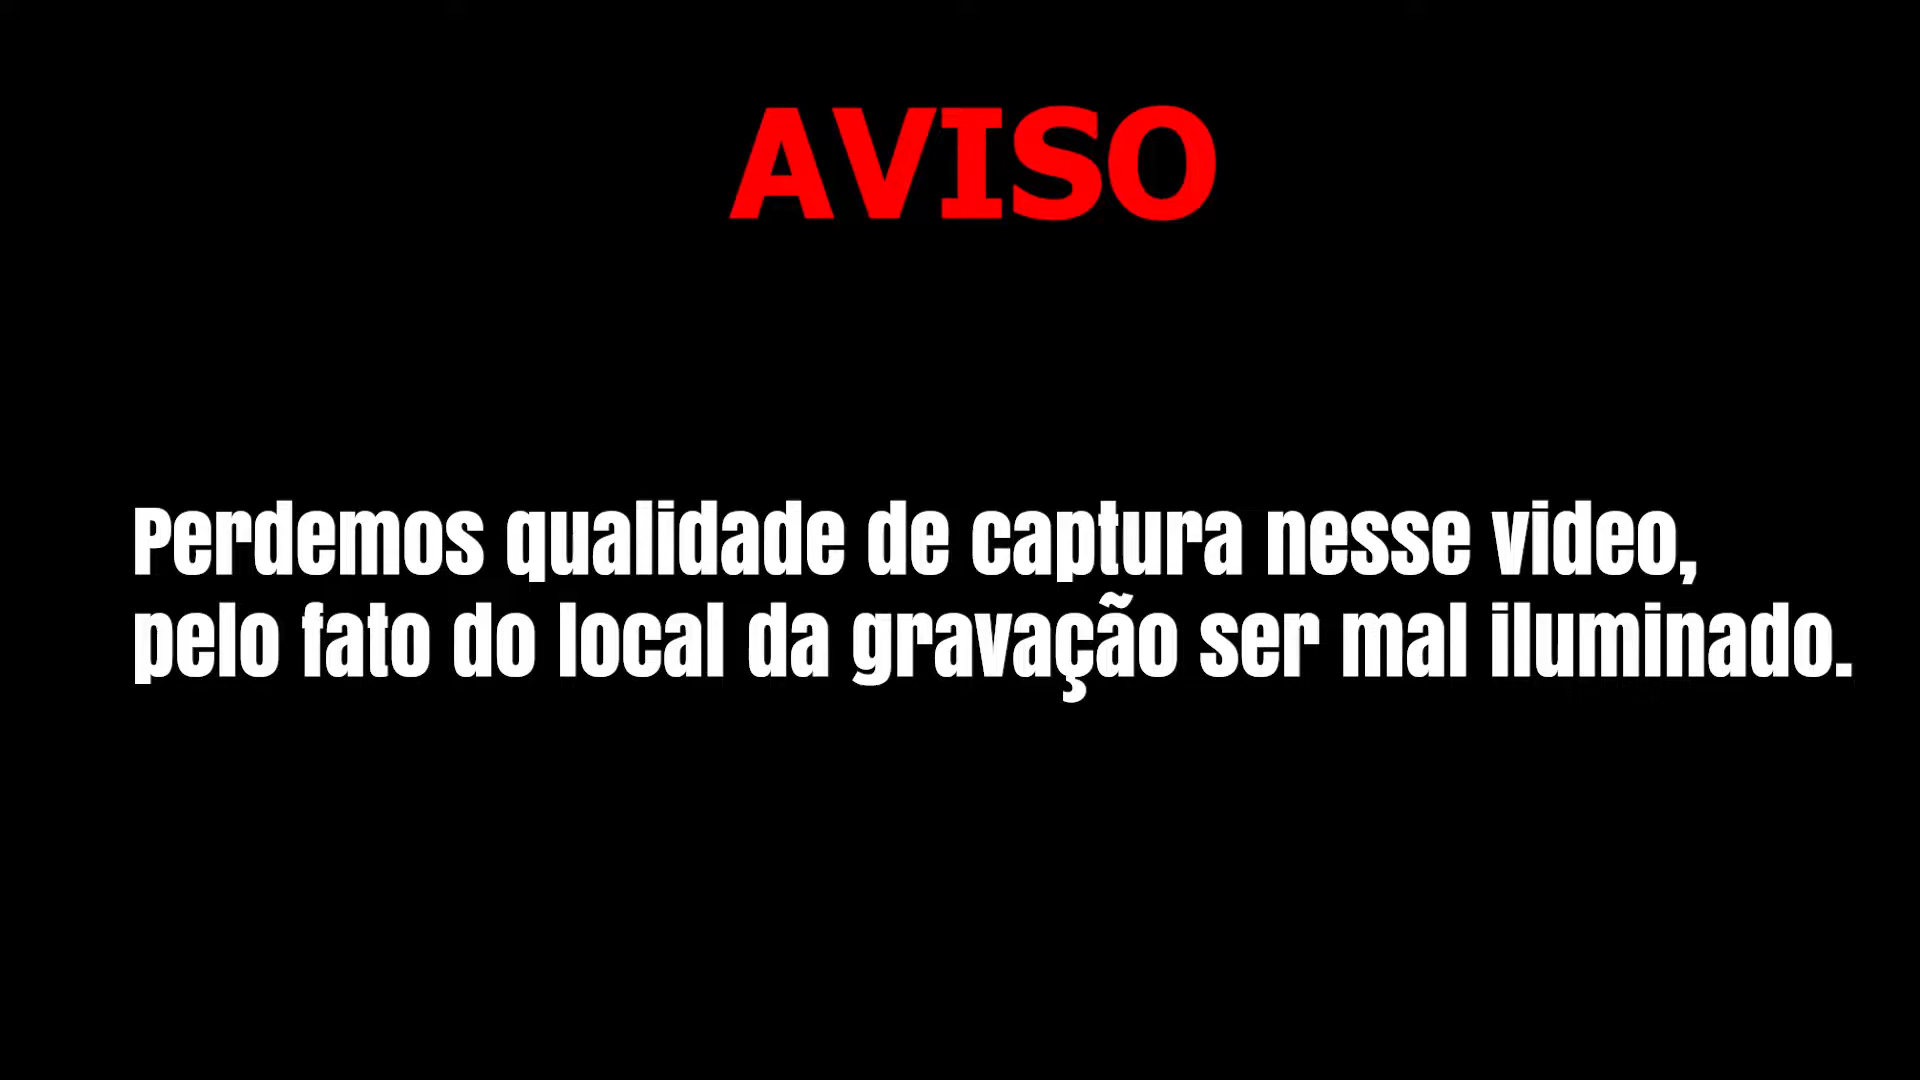 AVISO
Perdemos qualidade de captura nesse video,
pelo fato do local da gravação ser mal iluminado.